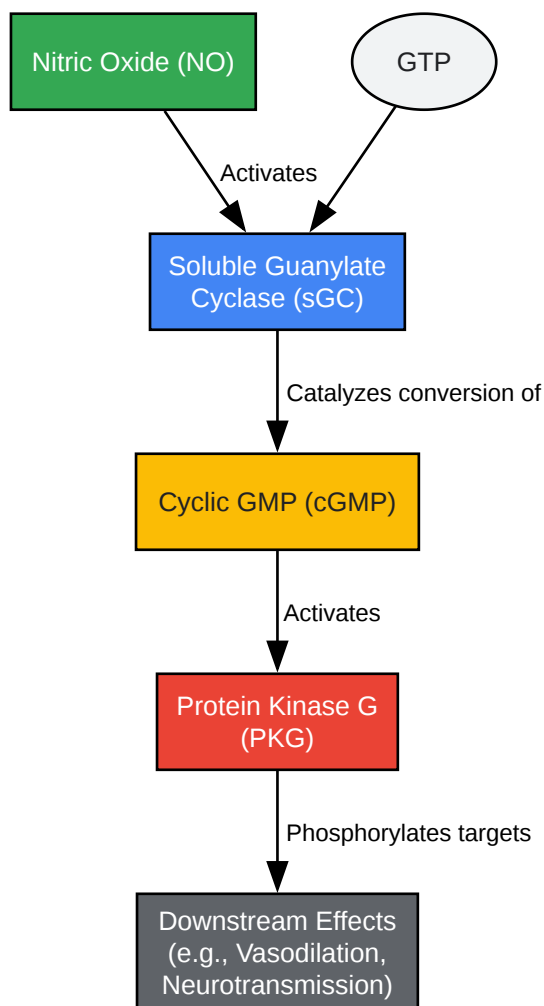 Nitric Oxide (NO)
GTP
Activates
Soluble Guanylate
Cyclase (sGC)
Catalyzes conversion of
Cyclic GMP (cGMP)
Activates
Protein Kinase G
(PKG)
Phosphorylates targets
Downstream Effects
(e.g., Vasodilation,
Neurotransmission)